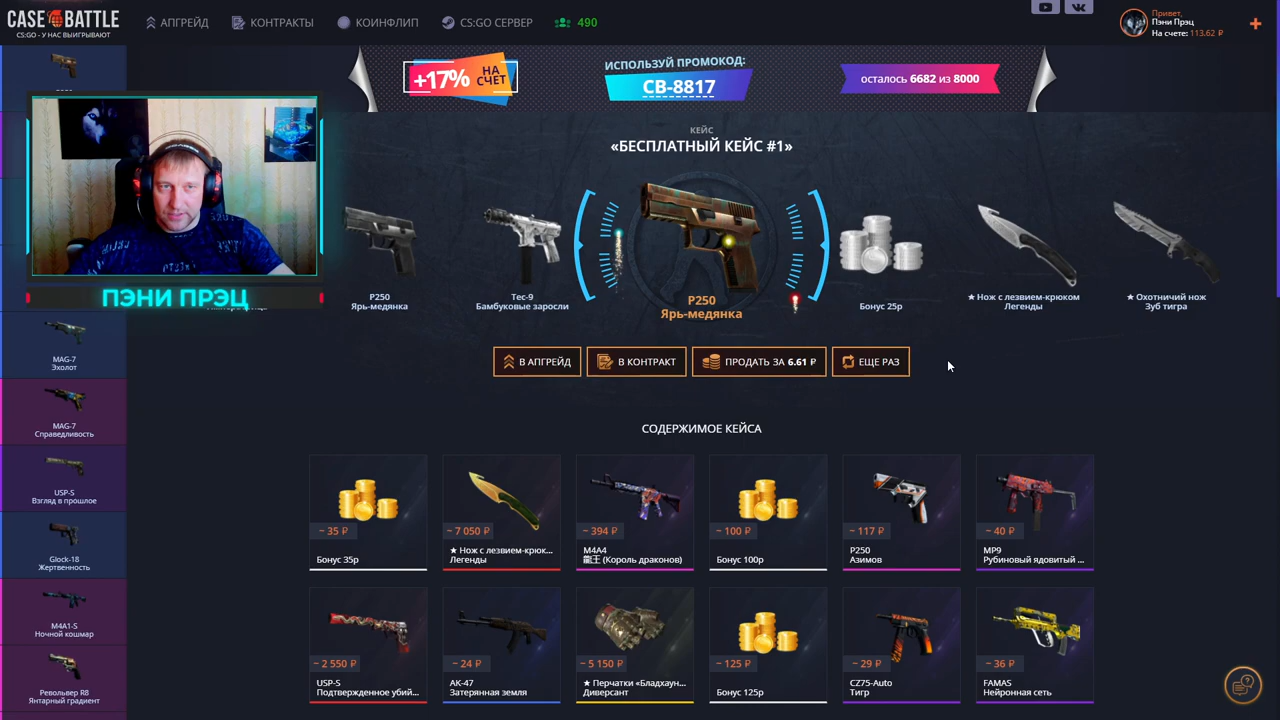 CASE BATTLE
CS:GO - У НАС ВЫИГРЫВАЮТ
АПГРЕЙД
КОНТРАКТЫ
КОИНФЛИП
CS:GO СЕРВЕР
490
Привет,
Пэни Прэц
На счете: 113.62 ₽
+17% НА СЧЕТ
ИСПОЛЬЗУЙ ПРОМОКОД:
CB-8817
осталось 6682 из 8000
КЕЙС
«БЕСПЛАТНЫЙ КЕЙС #1»
ПЭНИ ПРЭЦ
P250
Ярь-медянка
Tec-9
Бамбуковые заросли
P250
Ярь-медянка
Бонус 25р
★ Нож с лезвием-крюком
Легенды
★ Охотничий нож
Зуб тигра
В АПГРЕЙД
В КОНТРАКТ
ПРОДАТЬ ЗА 6.61 ₽
ЕЩЕ РАЗ
MAG-7
Эхолот
MAG-7
Справедливость
USP-S
Взгляд в прошлое
Glock-18
Жертвенность
M4A1-S
Ночной кошмар
Револьвер R8
Янтарный градиент
СОДЕРЖИМОЕ КЕЙСА
~ 35 ₽
Бонус 35р
~ 7 050 ₽
★ Нож с лезвием-крюк...
Легенды
~ 394 ₽
M4A4
龍王 (Король драконов)
~ 100 ₽
Бонус 100р
~ 117 ₽
P250
Азимов
~ 40 ₽
MP9
Рубиновый ядовитый ...
~ 2 550 ₽
USP-S
Подтвержденное убий...
~ 24 ₽
AK-47
Затерянная земля
~ 5 150 ₽
★ Перчатки «Бладхаун...
Диверсант
~ 125 ₽
Бонус 125р
~ 29 ₽
CZ75-Auto
Тигр
~ 36 ₽
FAMAS
Нейронная сеть